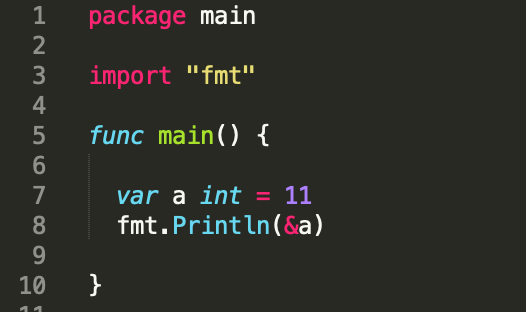 1 package main
2
3 import "fmt"
4
5 func main() {
6
7 var a int = 11
8 fmt.Println(&a)
9
10 }
11